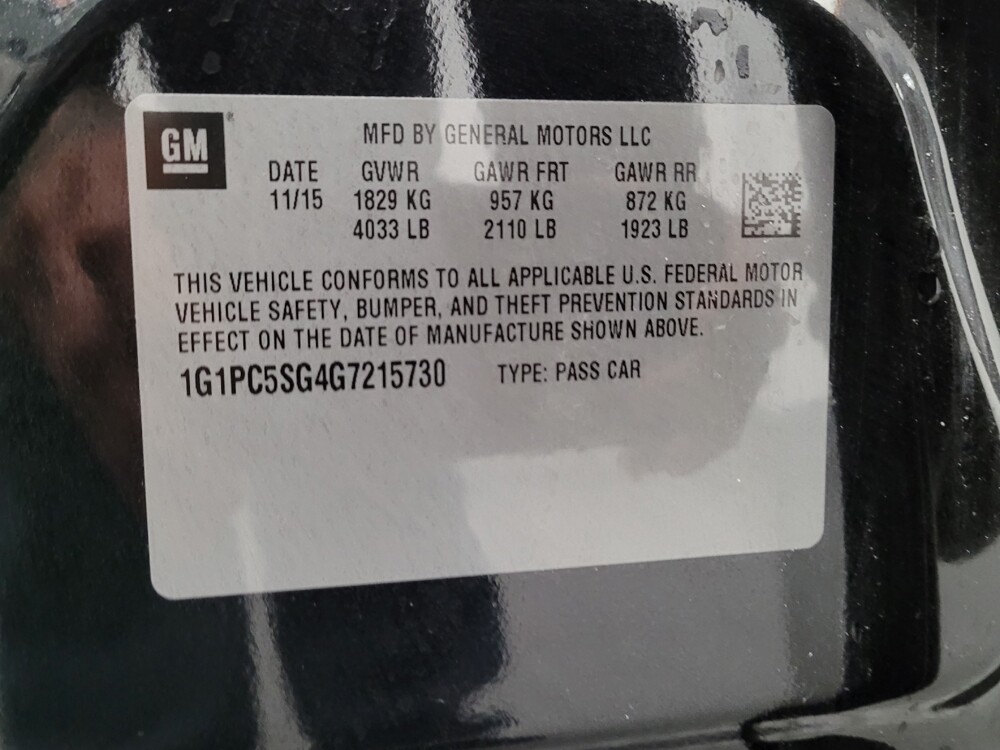 GM
MFD BY GENERAL MOTORS LLC
DATE GVWR GAWR FRT GAWR RR
11/15 1829 KG 957 KG 872 KG
4033 LB 2110 LB 1923 LB
THIS VEHICLE CONFORMS TO ALL APPLICABLE U.S. FEDERAL MOTOR
VEHICLE SAFETY, BUMPER, AND THEFT PREVENTION STANDARDS IN
EFFECT ON THE DATE OF MANUFACTURE SHOWN ABOVE.
1G1PC5SG4G7215730 TYPE: PASS CAR